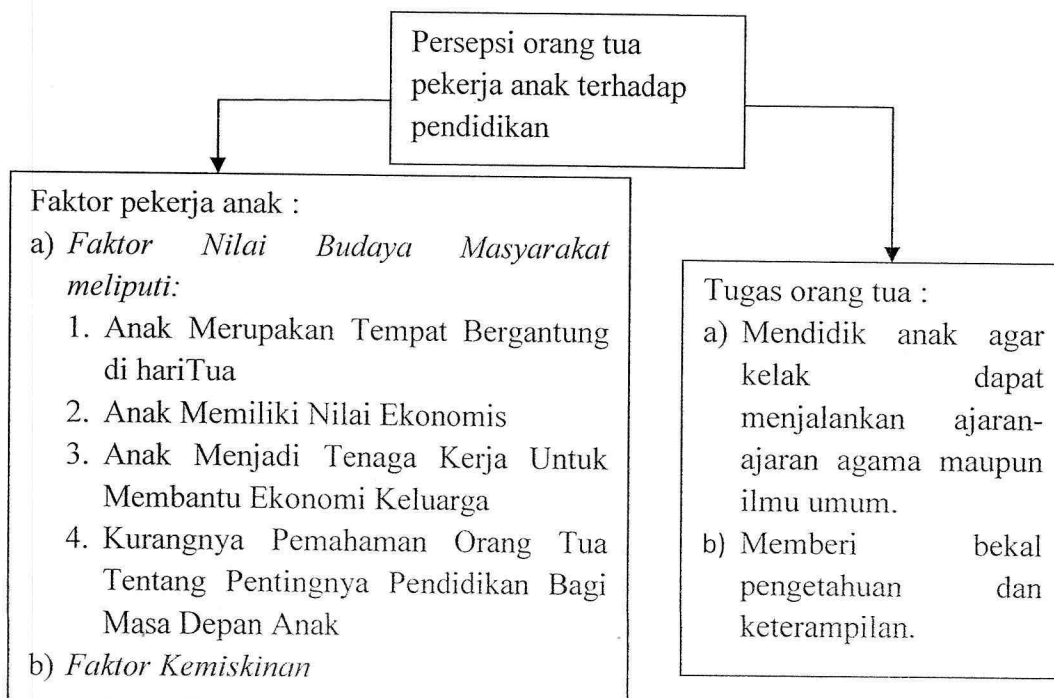 Persepsi orang tua
pekerja anak terhadap
pendidikan
Faktor pekerja anak :
a) Faktor Nilai Budaya Masyarakat
meliputi:
1. Anak Merupakan Tempat Bergantung
di hariTua
2. Anak Memiliki Nilai Ekonomis
3. Anak Menjadi Tenaga Kerja Untuk
Membantu Ekonomi Keluarga
4. Kurangnya Pemahaman Orang Tua
Tentang Pentingnya Pendidikan Bagi
Masa Depan Anak
b) Faktor Kemiskinan
Tugas orang tua :
a) Mendidik anak agar
kelak dapat
menjalankan ajaran-
ajaran agama maupun
ilmu umum.
b) Memberi bekal
pengetahuan dan
keterampilan.